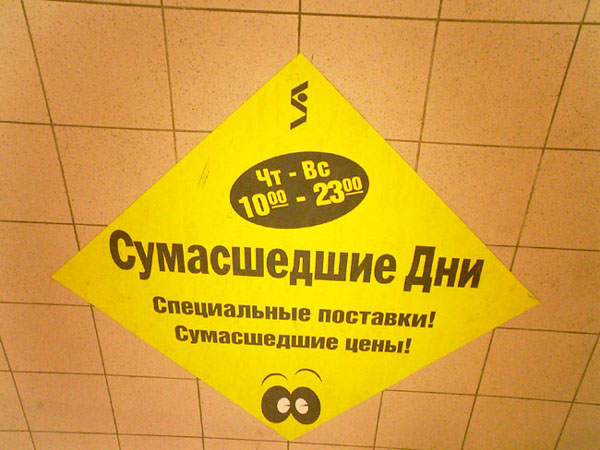 Чт - Вс
10⁰⁰ - 23⁰⁰
Сумасшедшие Дни
Специальные поставки!
Сумасшедшие цены!